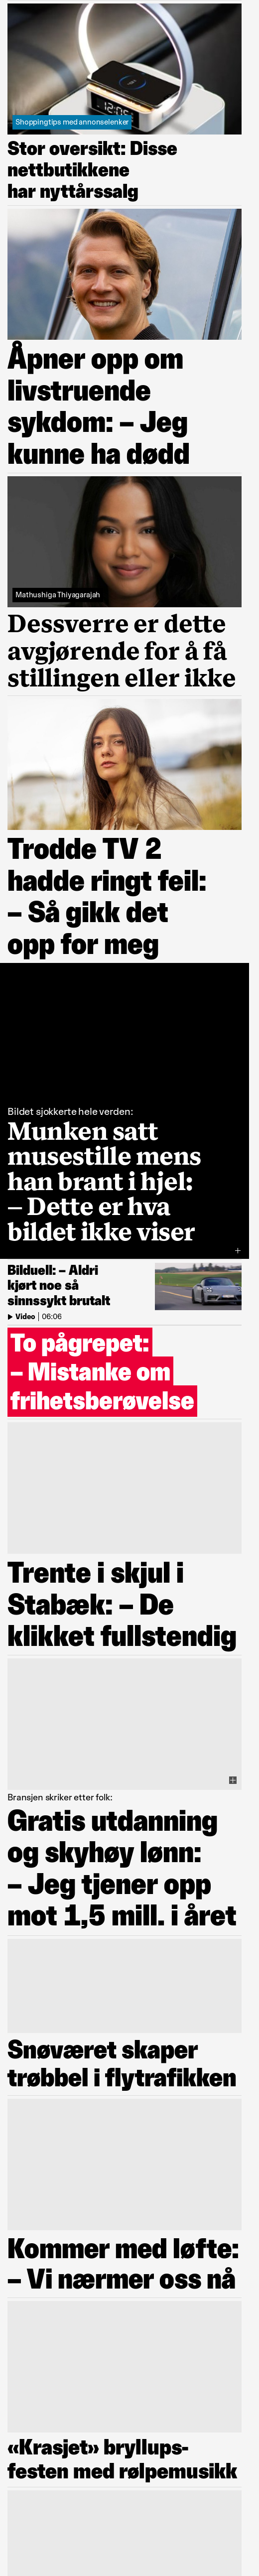 12:05
Shoppingtips med annonselenker
Stor oversikt: Disse
nettbutikkene
har nyttårssalg
Åpner opp om
livstruende
sykdom: – Jeg
kunne ha dødd
Mathushiga Thiyagarajah
Dessverre er dette
avgjørende for å få
stillingen eller ikke
Trodde TV 2
hadde ringt feil:
– Så gikk det
opp for meg
Bildet sjokkerte hele verden:
Munken satt
musestille mens
han brant i hjel:
– Dette er hva
bildet ikke viser
Bilduell: – Aldri
kjørt noe så
sinnssykt brutalt
Video | 06:06
To pågrepet:
– Mistanke om
frihetsberøvelse
Trente i skjul i
Stabæk: – De
klikket fullstendig
Bransjen skriker etter folk:
Gratis utdanning
og skyhøy lønn:
– Jeg tjener opp
mot 1,5 mill. i året
Snøværet skaper
trøbbel i flytrafikken
Kommer med løfte:
– Vi nærmer oss nå
«Krasjet» bryllups-
festen med rølpemusikk